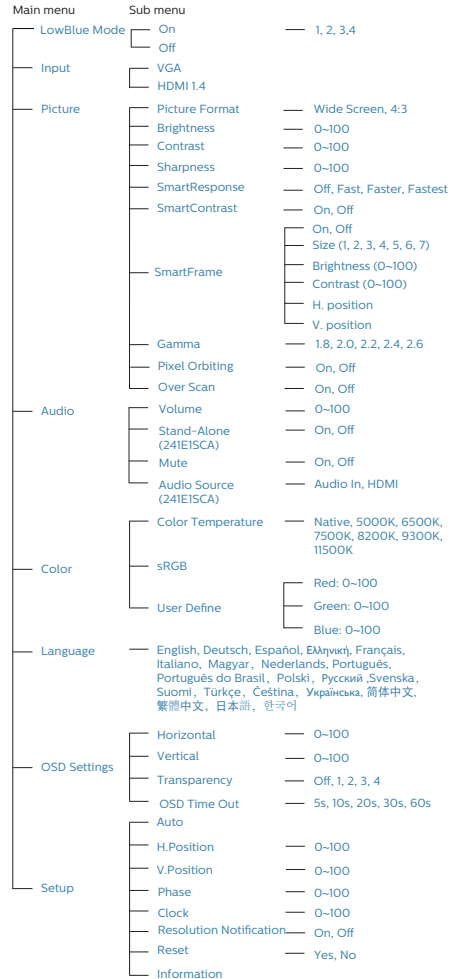 Main menu Sub menu
LowBlue Mode On 1, 2, 3,4
Off
Input VGA
HDMI 1.4
Picture Picture Format Wide Screen, 4:3
Brightness 0~100
Contrast 0~100
Sharpness 0~100
SmartResponse Off, Fast, Faster, Fastest
SmartContrast On, Off
SmartFrame On, Off
Size (1, 2, 3, 4, 5, 6, 7)
Brightness (0~100)
Contrast (0~100)
H. position
V. position
Gamma 1.8, 2.0, 2.2, 2.4, 2.6
Pixel Orbiting On, Off
Over Scan On, Off
Audio Volume 0~100
Stand-Alone On, Off
(241E1SCA)
Mute On, Off
Audio Source Audio In, HDMI
(241E1SCA)
Color Color Temperature Native, 5000K, 6500K,
7500K, 8200K, 9300K,
11500K
sRGB
User Define Red: 0~100
Green: 0~100
Blue: 0~100
Language English, Deutsch, Español, Ελληνική, Français,
Italiano, Magyar, Nederlands, Português,
Português do Brasil, Polski, Русский ,Svenska,
Suomi, Türkçe, Čeština, Українська, 简体中文,
繁體中文, 日本語, 한국어
OSD Settings Horizontal 0~100
Vertical 0~100
Transparency Off, 1, 2, 3, 4
OSD Time Out 5s, 10s, 20s, 30s, 60s
Setup Auto
H.Position 0~100
V.Position 0~100
Phase 0~100
Clock 0~100
Resolution Notification On, Off
Reset Yes, No
Information